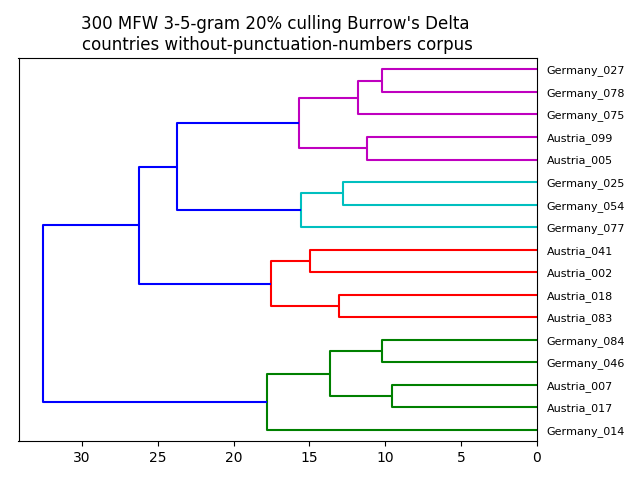 300 MFW 3-5-gram 20% culling Burrow's Delta
countries without-punctuation-numbers corpus
Germany_027
Germany_078
Germany_075
Austria_099
Austria_005
Germany_025
Germany_054
Germany_077
Austria_041
Austria_002
Austria_018
Austria_083
Germany_084
Germany_046
Austria_007
Austria_017
Germany_014
30 25 20 15 10 5 0